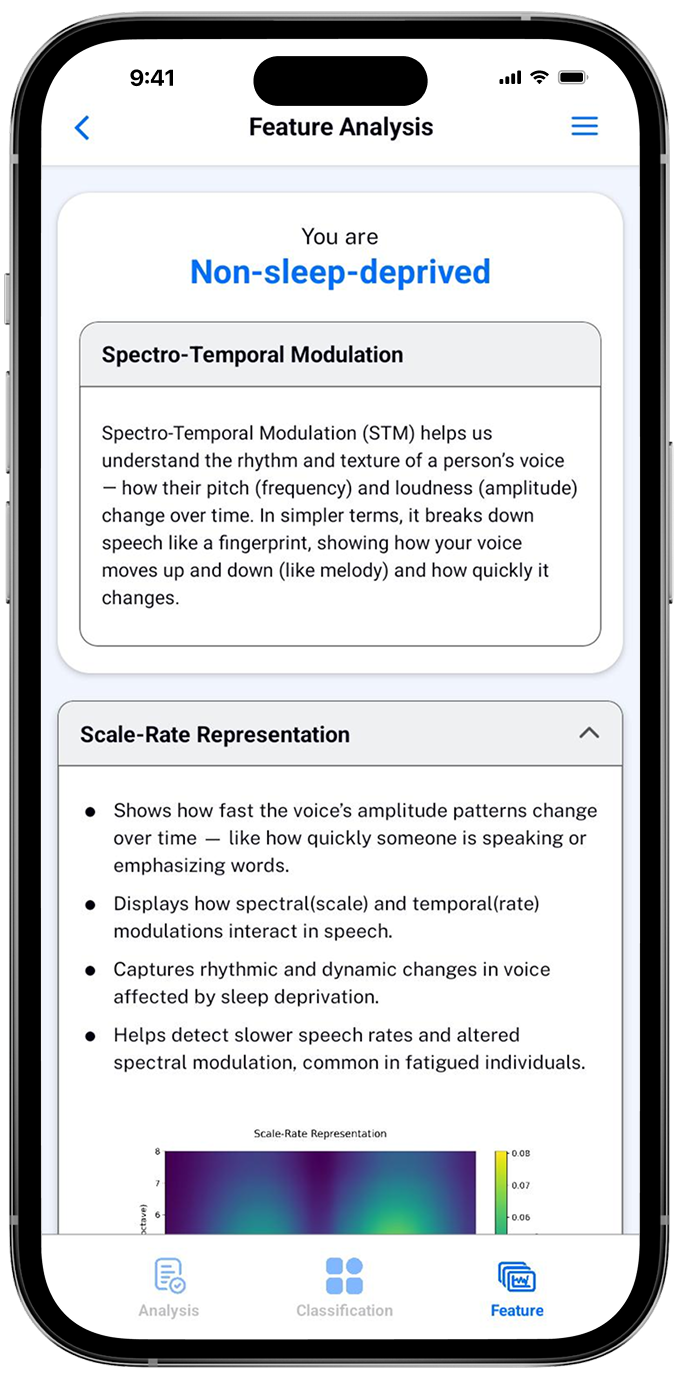 9:41
Feature Analysis
You are
Non-sleep-deprived
Spectro-Temporal Modulation
Spectro-Temporal Modulation (STM) helps us
understand the rhythm and texture of a person’s voice
— how their pitch (frequency) and loudness (amplitude)
change over time. In simpler terms, it breaks down
speech like a fingerprint, showing how your voice
moves up and down (like melody) and how quickly it
changes.
Scale-Rate Representation
● Shows how fast the voice’s amplitude patterns change
over time — like how quickly someone is speaking or
emphasizing words.
● Displays how spectral(scale) and temporal(rate)
modulations interact in speech.
● Captures rhythmic and dynamic changes in voice
affected by sleep deprivation.
● Helps detect slower speech rates and altered
spectral modulation, common in fatigued individuals.
Scale-Rate Representation
8
7
6
0.08
0.07
0.06
Analysis
Classification
Feature